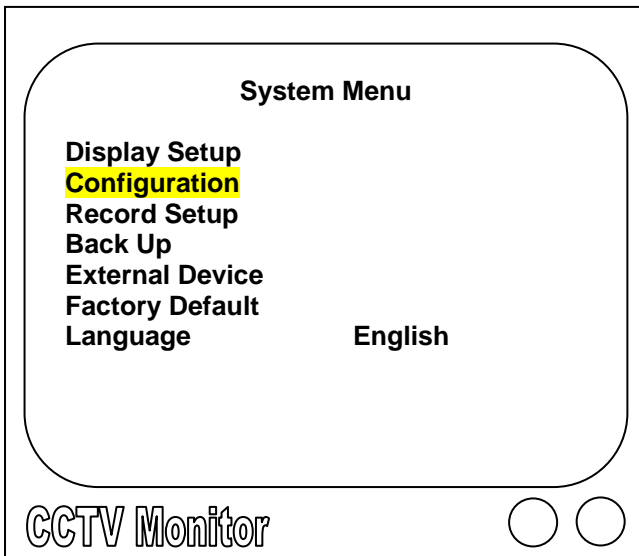 System Menu
Display Setup
Configuration
Record Setup
Back Up
External Device
Factory Default
Language English
CCTV Monitor